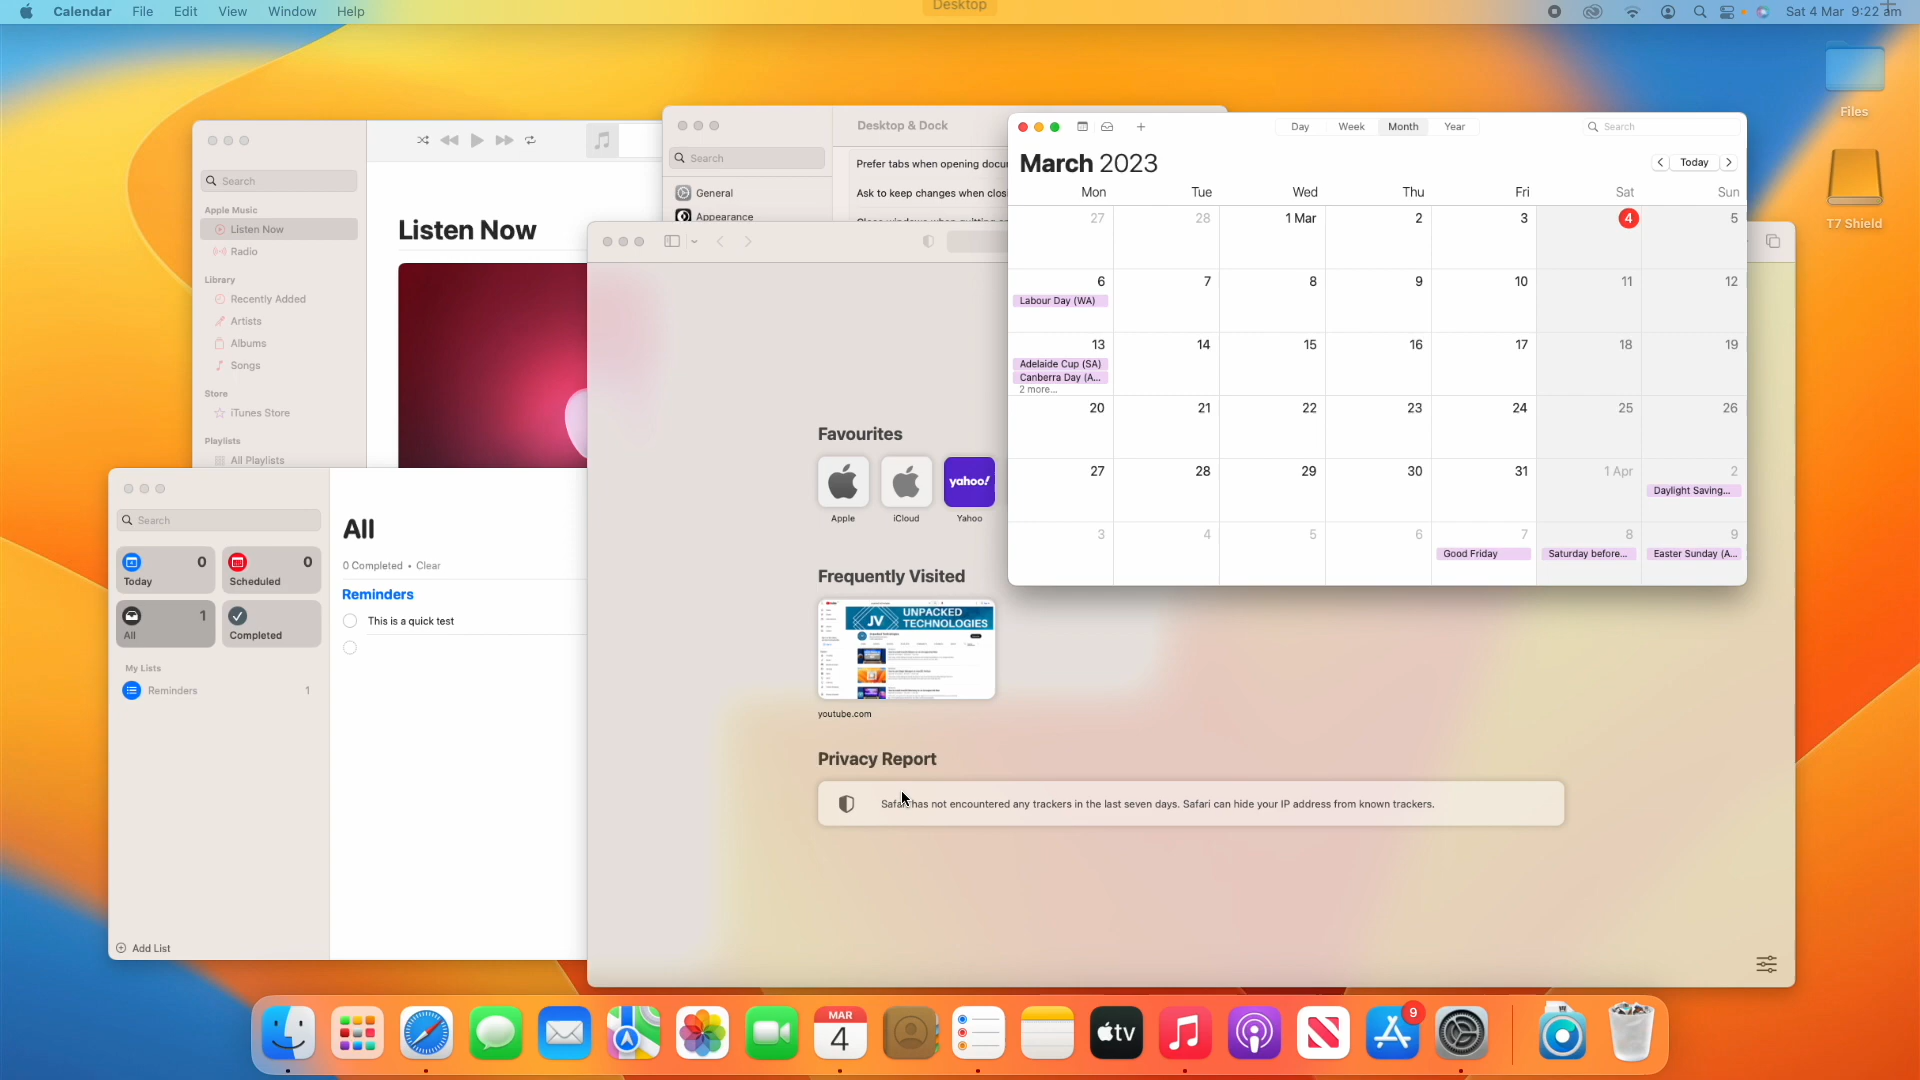 Calendar File Edit View Window Help
Desktop
Sat 4 Mar 9:22 am
Files
T7 Shield
Search
Apple Music
Listen Now
Radio
Library
Recently Added
Artists
Albums
Songs
Store
iTunes Store
Playlists
All Playlists
Listen Now
Desktop & Dock
Search
General
Appearance
Prefer tabs when opening docu
Ask to keep changes when clos
Day Week Month Year
Search
March 2023
Today
Mon Tue Wed Thu Fri Sat Sun
27 28 1 Mar 2 3 4 5
6 7 8 9 10 11 12
Labour Day (WA)
13 14 15 16 17 18 19
Adelaide Cup (SA)
Canberra Day (A...
2 more...
20 21 22 23 24 25 26
27 28 29 30 31 1 Apr 2
Daylight Saving...
3 4 5 6 7 8 9
Good Friday Saturday before... Easter Sunday (A...
Favourites
yahoo!
Apple iCloud Yahoo
Frequently Visited
JV UNPACKED
TECHNOLOGIES
youtube.com
Privacy Report
Safari has not encountered any trackers in the last seven days. Safari can hide your IP address from known trackers.
Search
0 0
Today Scheduled
1
All Completed
My Lists
Reminders 1
Add List
All
0 Completed • Clear
Reminders
This is a quick test
MAR
4
tv
9